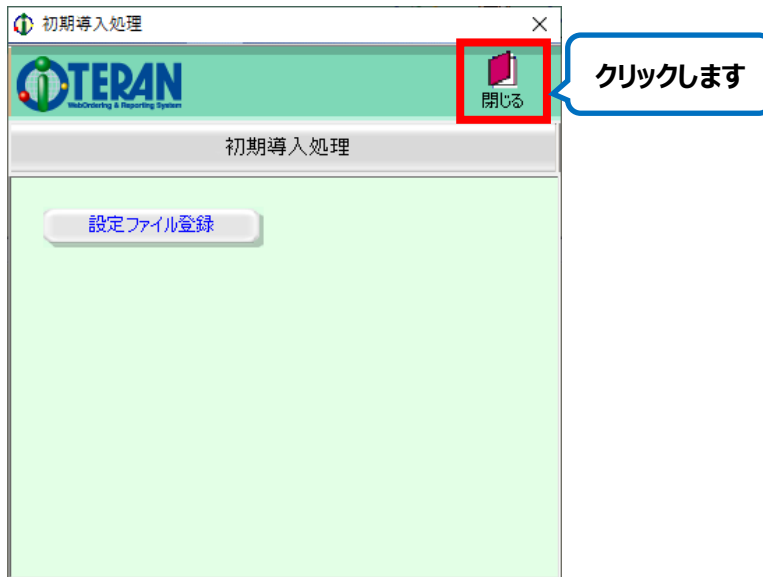 初期導入処理
iTERAN
WebOrdering & Reporting System
閉じる
クリックします
初期導入処理
設定ファイル登録